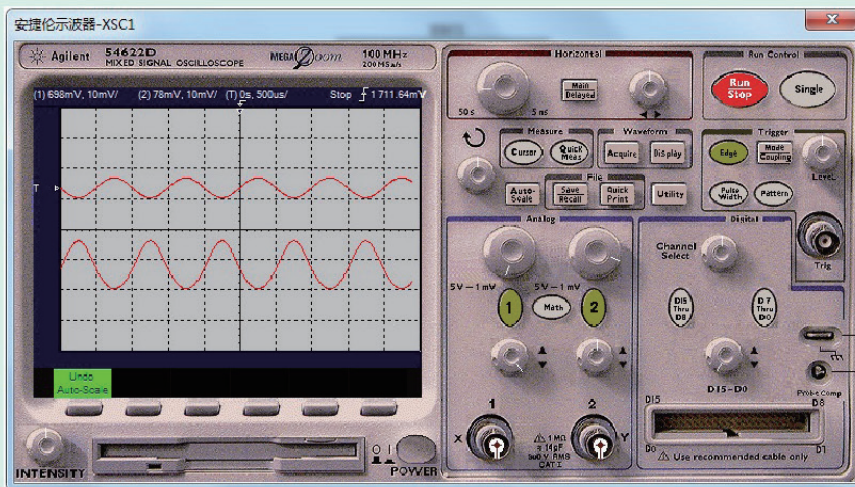 安捷伦示波器-XSC1
Agilent 54622D
MIXED SIGNAL OSCILLOSCOPE
MEGA Zoom
100 MHz
200 MSa/s
(1) 698mV, 10mV/ (2) 78mV, 10mV/ (T) 0s, 500us/ Stop 1 711.64mV
T
Undo
Auto-Scale
INTENSITY
POWER
Horizontal
50 s
5 ns
Main
Delayed
Run Control
Run
Stop
Single
Measure
Cursor
Quick
Meas
Waveform
Acquire
Display
File
Auto-
Scale
Save
Recall
Quick
Print
Utility
Trigger
Edge
Mode
Coupling
Level
Pulse
Width
Pattern
Trig
Analog
5 V – 1 mV
5 V – 1 mV
1
Math
2
1
2
X
Y
1 MΩ
≅ 14pF
300 V RMS
CAT I
Digital
Channel
Select
D15
Thru
D8
D7
Thru
D0
D15-D0
Probe Comp
D15
D8
D0
Use recommended cable only